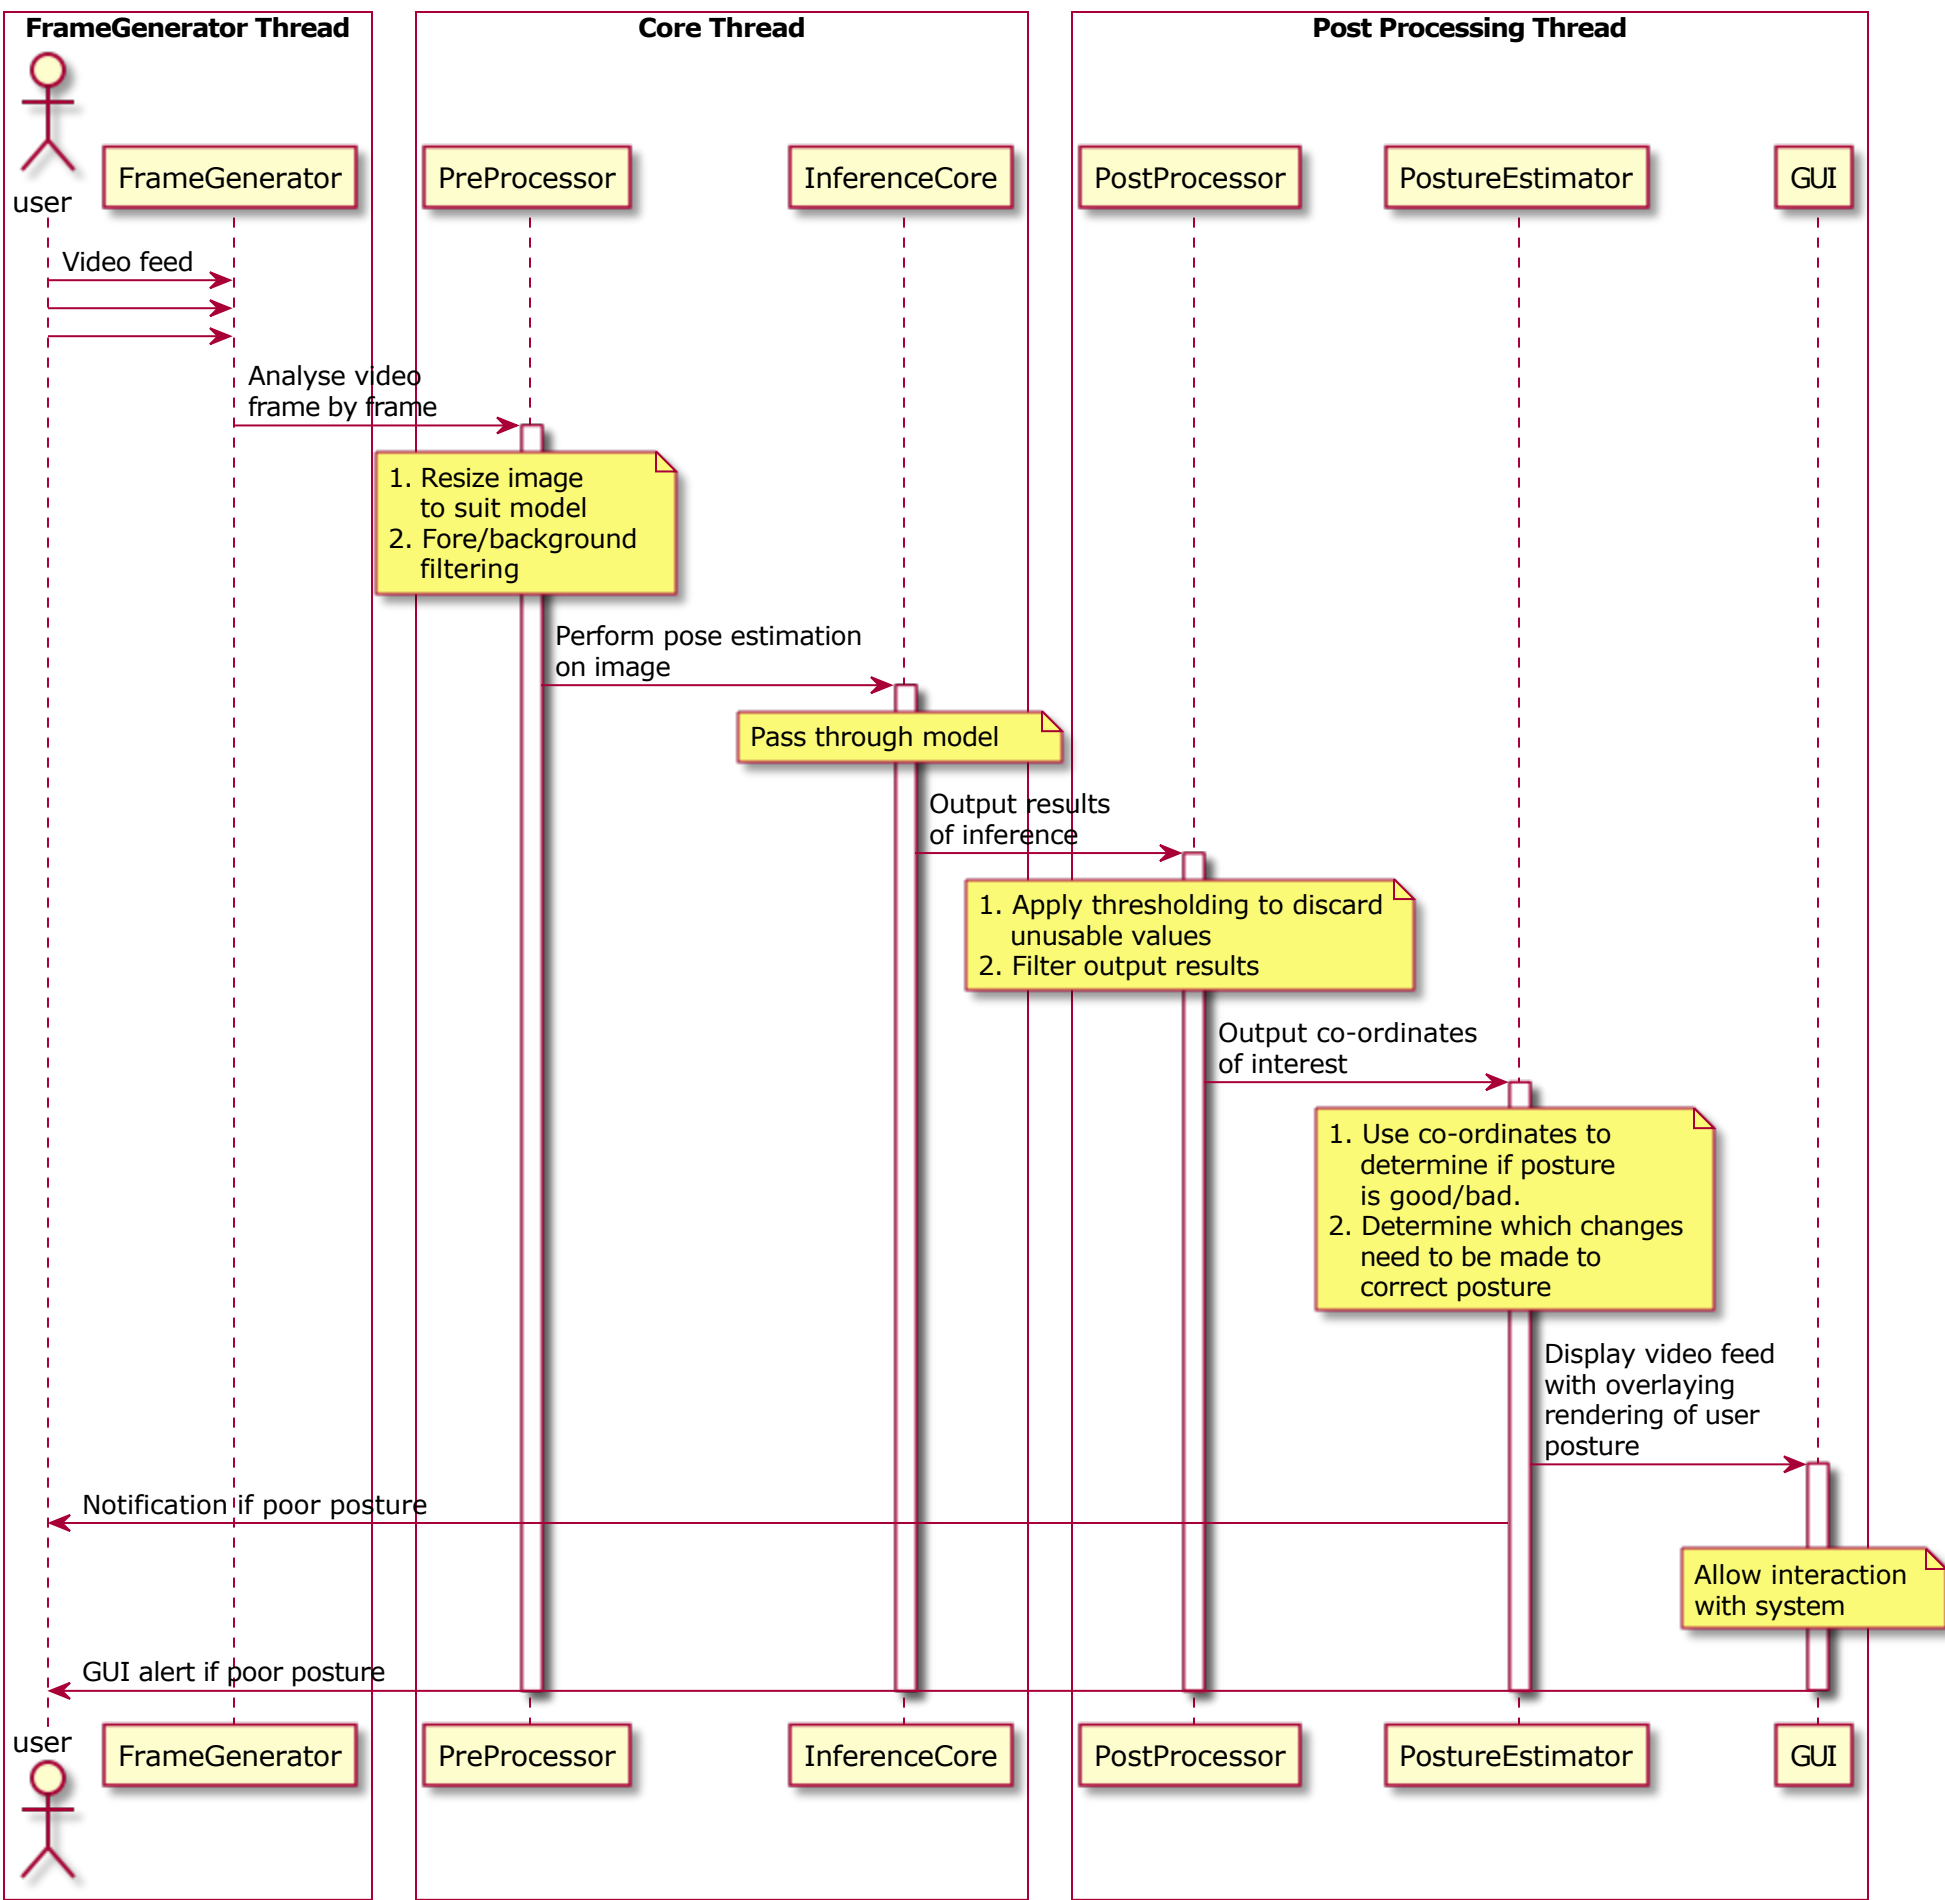 FrameGenerator Thread
Core Thread
Post Processing Thread
user
FrameGenerator
PreProcessor
InferenceCore
PostProcessor
PostureEstimator
GUI
Video feed
Analyse video
frame by frame
1. Resize image
to suit model
2. Fore/background
filtering
Perform pose estimation
on image
Pass through model
Output results
of inference
1. Apply thresholding to discard
unusable values
2. Filter output results
Output co-ordinates
of interest
1. Use co-ordinates to
determine if posture
is good/bad.
2. Determine which changes
need to be made to
correct posture
Display video feed
with overlaying
rendering of user
posture
Notification if poor posture
Allow interaction
with system
GUI alert if poor posture
user
FrameGenerator
PreProcessor
InferenceCore
PostProcessor
PostureEstimator
GUI